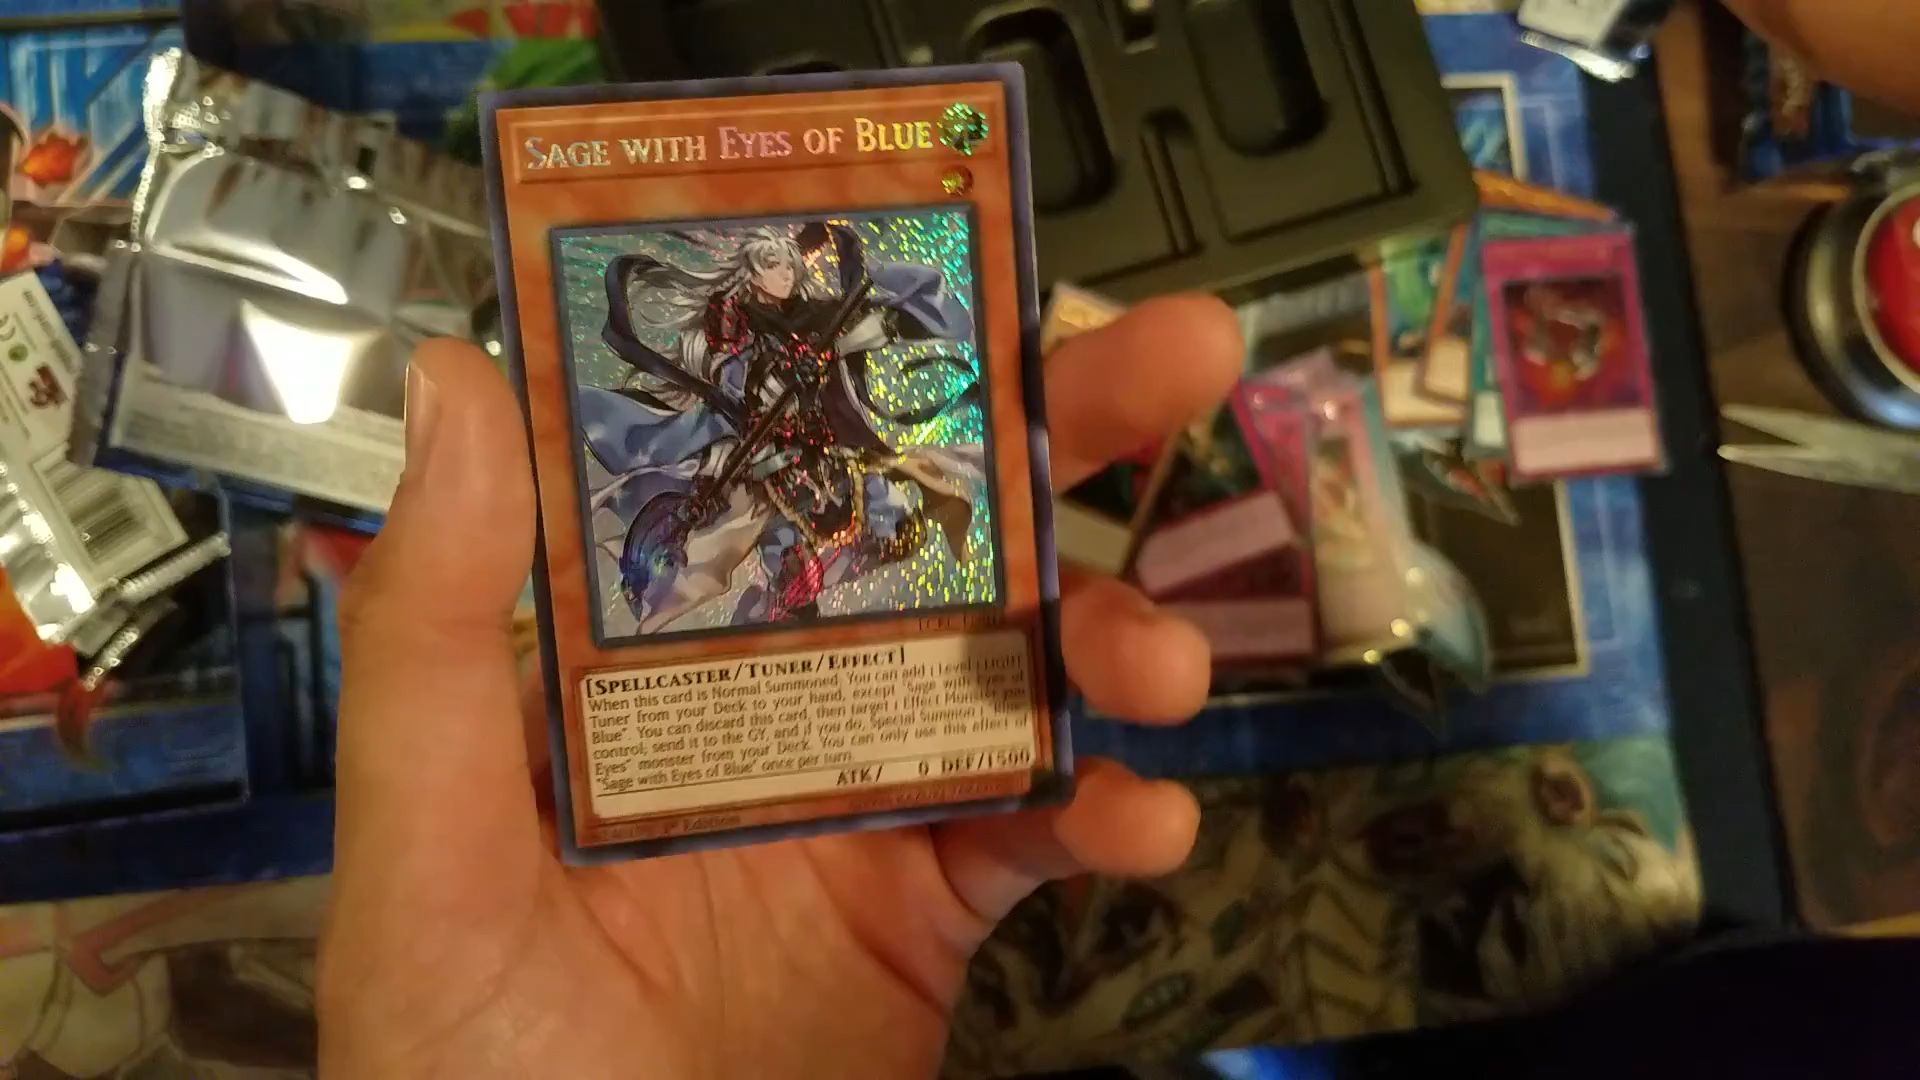 SAGE WITH EYES OF BLUE
[SPELLCASTER/TUNER/EFFECT]
When this card is Normal Summoned: You can add 1 Level 1 LIGHT
Tuner from your Deck to your hand, except "Sage with Eyes of
Blue". You can discard this card, then target 1 Effect Monster you
control; send it to the GY, and if you do, Special Summon 1 "Blue-
Eyes" monster from your Deck. You can only use this effect of
"Sage with Eyes of Blue" once per turn.
ATK/ 0 DEF/1500
1st Edition